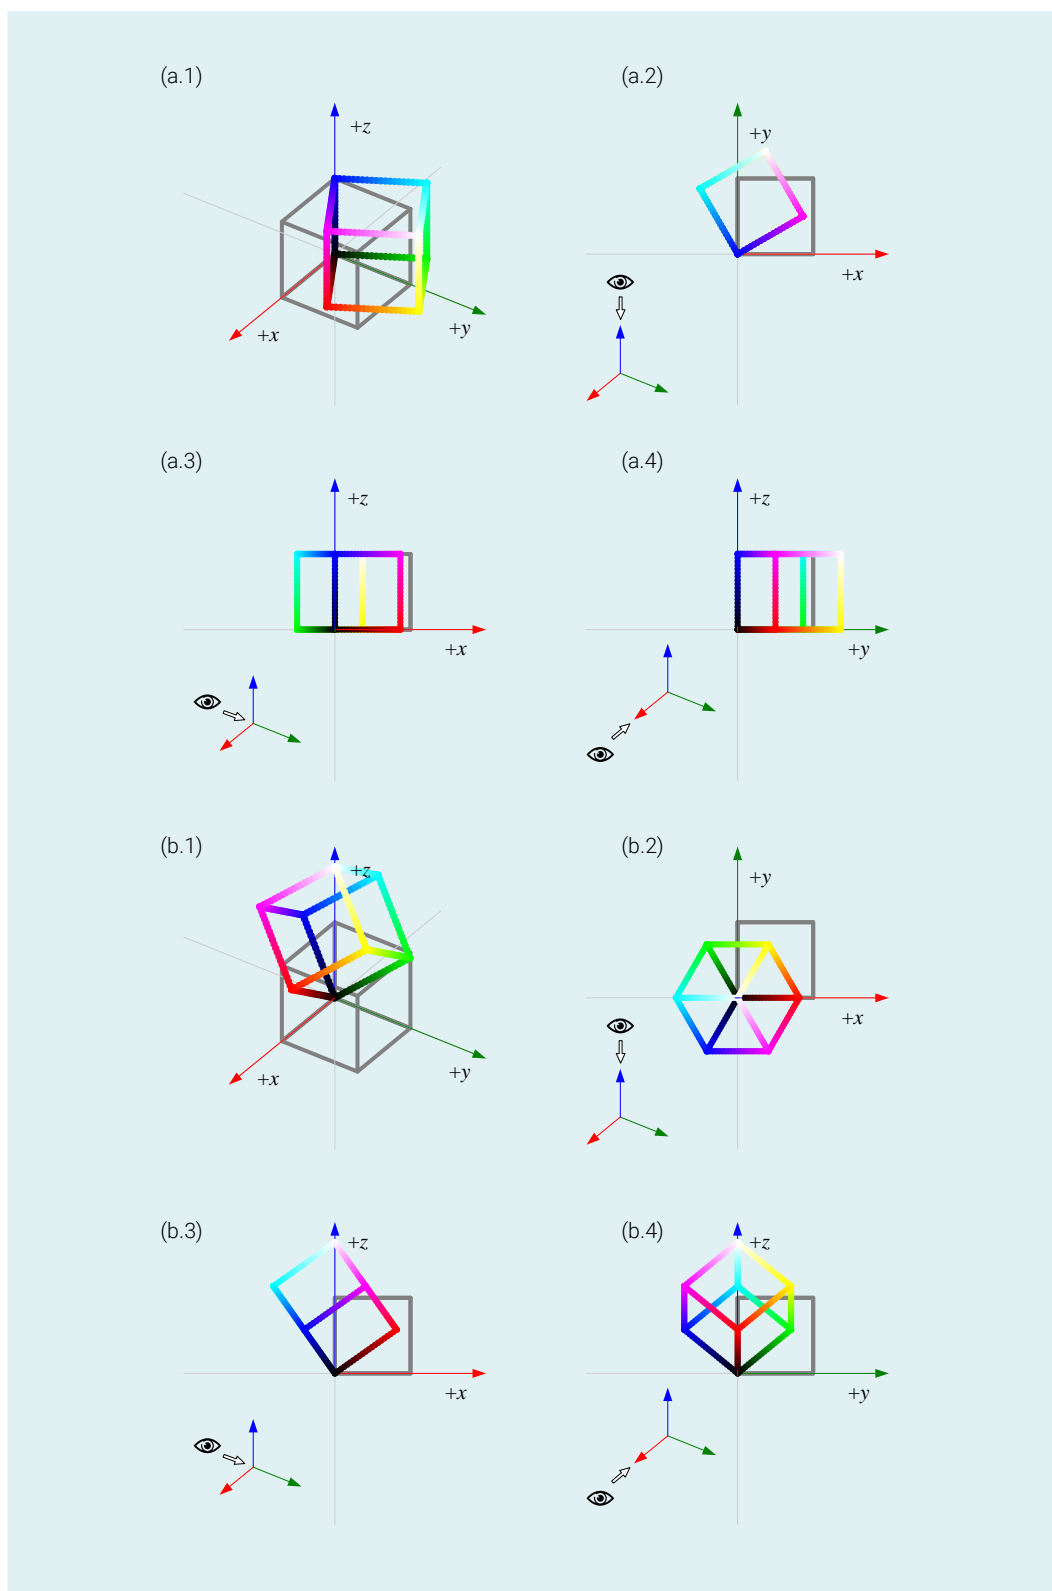 (a.1)
(a.2)
+z
+y
+x
+x
+y
(a.3)
(a.4)
+z
+z
+x
+y
(b.1)
(b.2)
+z
+y
+x
+x
+y
(b.3)
(b.4)
+z
+z
+x
+y